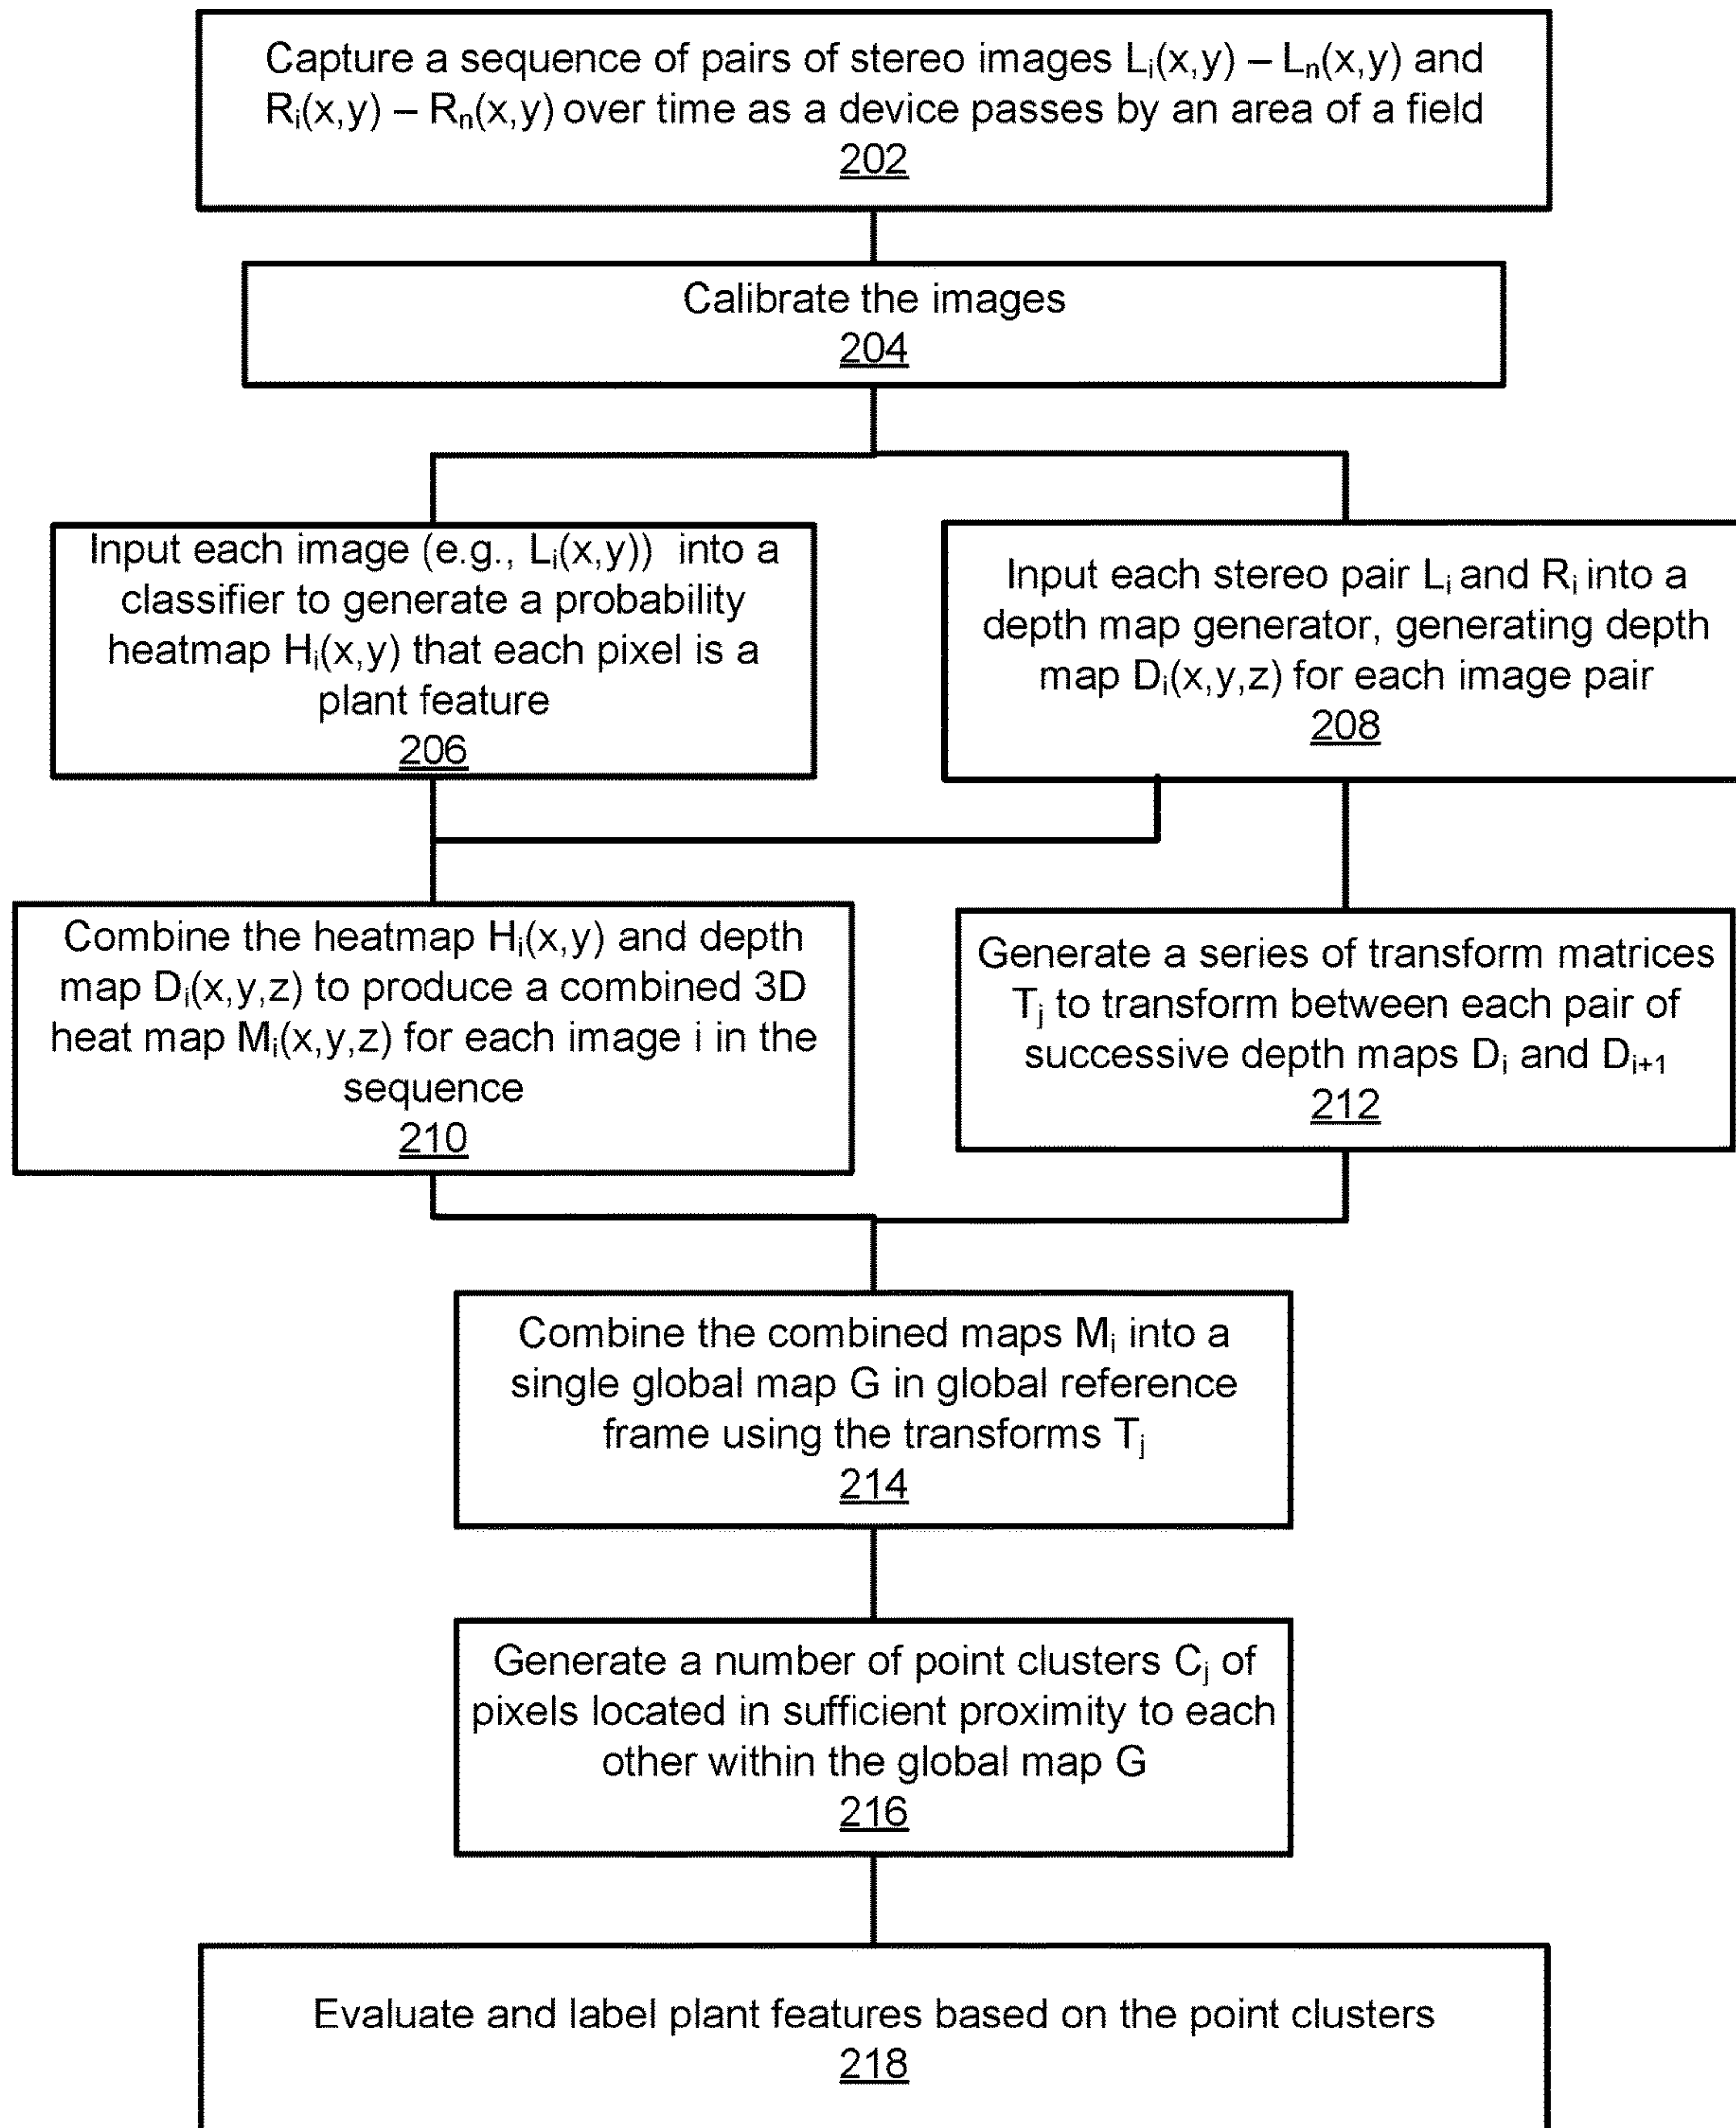 Capture a sequence of pairs of stereo images Lᵢ(x,y) – Lₙ(x,y) and
Rᵢ(x,y) – Rₙ(x,y) over time as a device passes by an area of a field
202
Calibrate the images
204
Input each image (e.g., Lᵢ(x,y)) into a
classifier to generate a probability
heatmap Hᵢ(x,y) that each pixel is a
plant feature
206
Input each stereo pair Lᵢ and Rᵢ into a
depth map generator, generating depth
map Dᵢ(x,y,z) for each image pair
208
Combine the heatmap Hᵢ(x,y) and depth
map Dᵢ(x,y,z) to produce a combined 3D
heat map Mᵢ(x,y,z) for each image i in the
sequence
210
Generate a series of transform matrices
Tⱼ to transform between each pair of
successive depth maps Dᵢ and Dᵢ₊₁
212
Combine the combined maps Mᵢ into a
single global map G in global reference
frame using the transforms Tⱼ
214
Generate a number of point clusters Cⱼ of
pixels located in sufficient proximity to each
other within the global map G
216
Evaluate and label plant features based on the point clusters
218